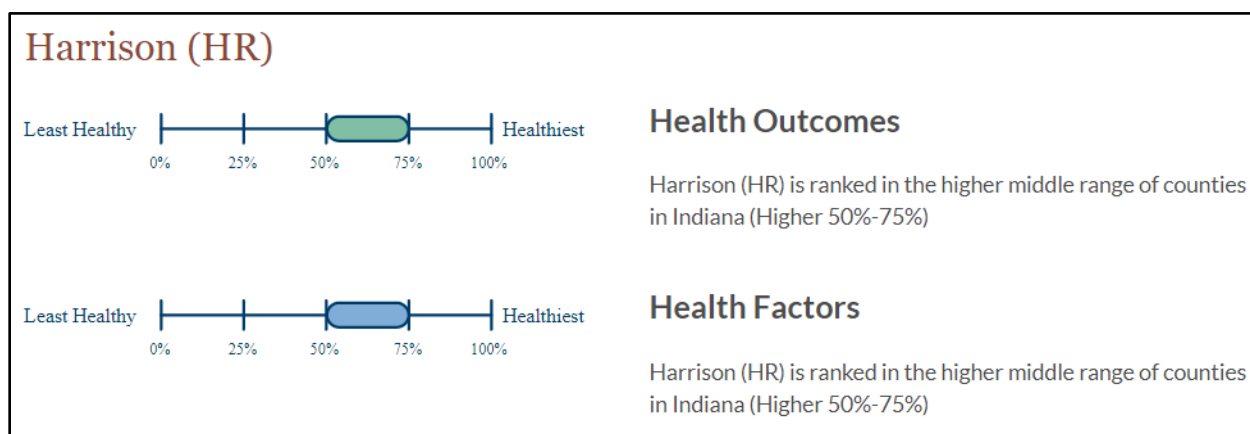 Harrison (HR)
Least Healthy
Healthiest
0%
25%
50%
75%
100%
Health Outcomes
Harrison (HR) is ranked in the higher middle range of counties
in Indiana (Higher 50%-75%)
Least Healthy
Healthiest
0%
25%
50%
75%
100%
Health Factors
Harrison (HR) is ranked in the higher middle range of counties
in Indiana (Higher 50%-75%)